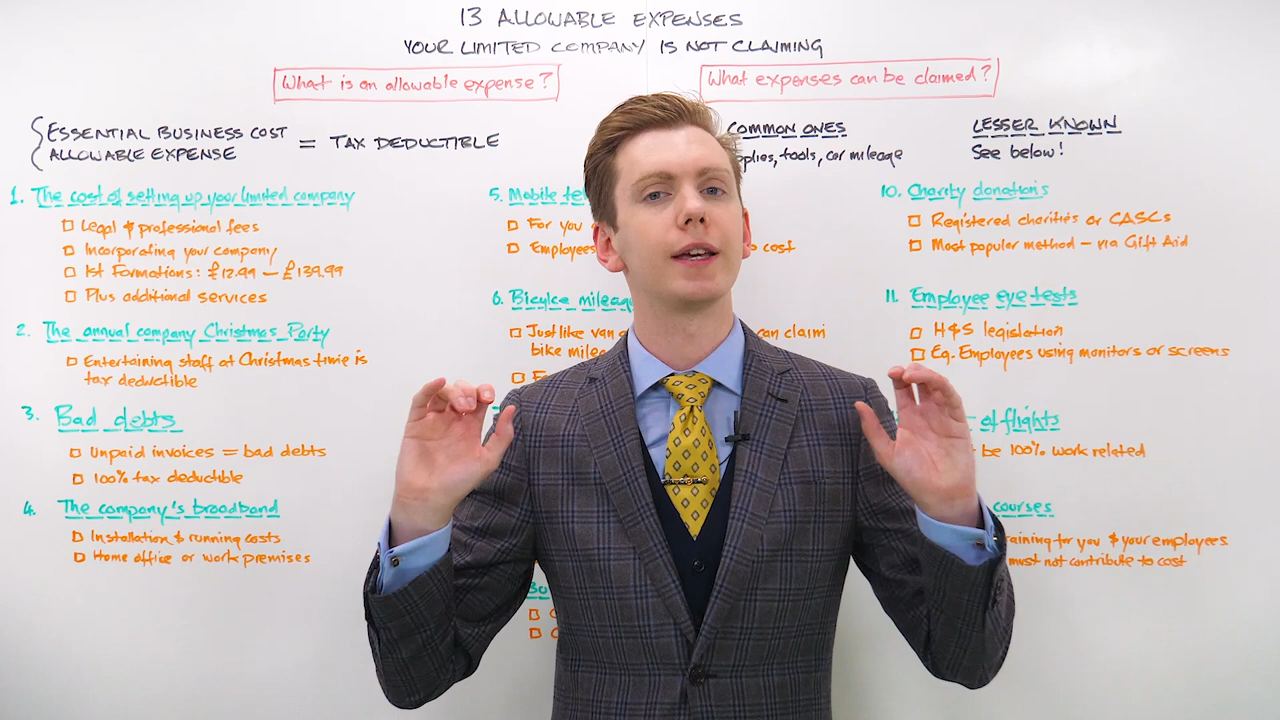 13 ALLOWABLE EXPENSES
YOUR LIMITED COMPANY IS NOT CLAIMING
What is an allowable expense?
What expenses can be claimed?
ESSENTIAL BUSINESS COST
ALLOWABLE EXPENSE
= TAX DEDUCTIBLE
COMMON ONES
tools, car mileage
LESSER KNOWN
See below!
1. The cost of setting up your limited company
Legal & professional fees
Incorporating your company
1st Formations: £12.99 – £139.99
Plus additional services
2. The annual company Christmas Party
Entertaining staff at Christmas time is
tax deductible
3. Bad debts
Unpaid invoices = bad debts
100% tax deductible
4. The company's broadband
Installation & running costs
Home office or work premises
5. Mobile
For you
Employees
cost
6. Bicylce
Just like van
can claim
bike
10. Charity donations
Registered charities or CASCs
Most popular method – via Gift Aid
11. Employee eye tests
H&S legislation
Eg. Employees using monitors or screens
of flights
be 100% work related
courses
for you & your employees
must not contribute to cost